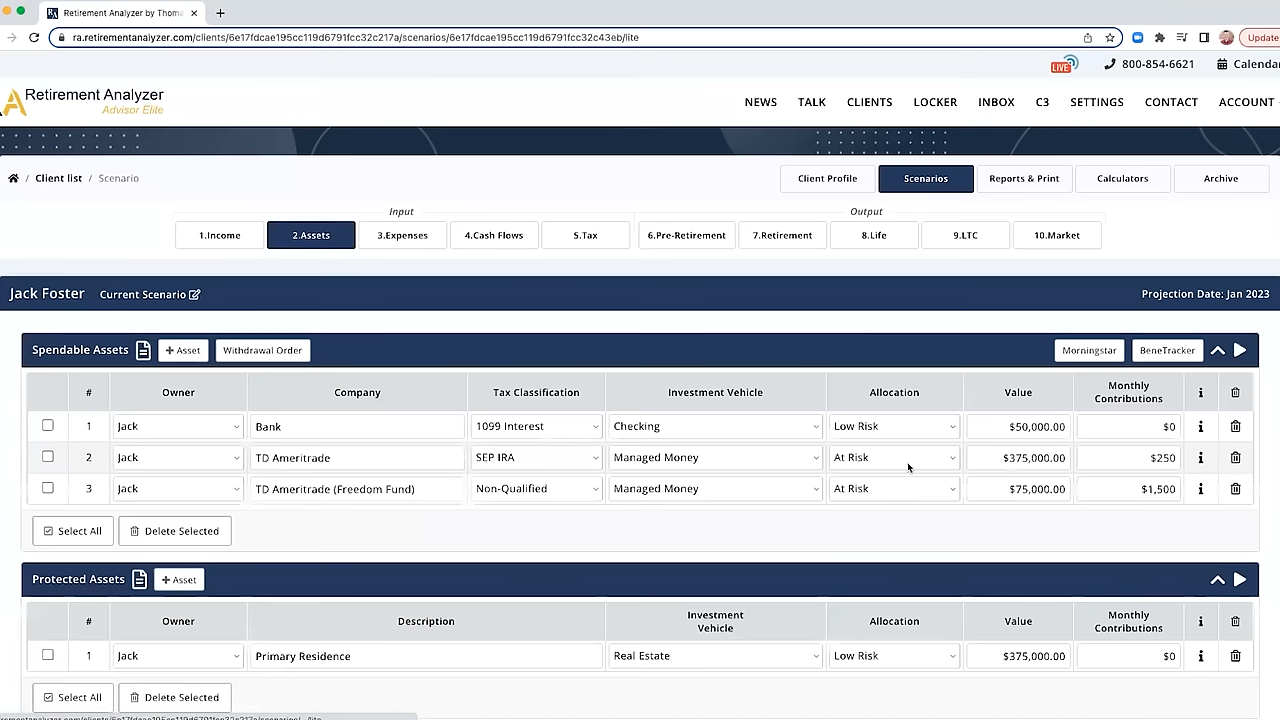 Retirement Analyzer by Thoma
ra.retirementanalyzer.com/clients/6e17fdcae195cc119d6791fcc32c217a/scenarios/6e17fdcae195cc119d6791fcc32c43eb/lite
Update
LIVE
800-854-6621
Calenda
Retirement Analyzer
Advisor Elite
NEWS TALK CLIENTS LOCKER INBOX C3 SETTINGS CONTACT ACCOUNT
/ Client list / Scenario
Client Profile Scenarios Reports & Print Calculators Archive
Input Output
1.Income 2.Assets 3.Expenses 4.Cash Flows 5.Tax 6.Pre-Retirement 7.Retirement 8.Life 9.LTC 10.Market
Jack Foster Current Scenario Projection Date: Jan 2023
Spendable Assets + Asset Withdrawal Order Morningstar BeneTracker
# Owner Company Tax Classification Investment Vehicle Allocation Value Monthly Contributions
1 Jack Bank 1099 Interest Checking Low Risk $50,000.00 $0
2 Jack TD Ameritrade SEP IRA Managed Money At Risk $375,000.00 $250
3 Jack TD Ameritrade (Freedom Fund) Non-Qualified Managed Money At Risk $75,000.00 $1,500
Select All Delete Selected
Protected Assets + Asset
# Owner Description Investment Vehicle Allocation Value Monthly Contributions
1 Jack Primary Residence Real Estate Low Risk $375,000.00 $0
Select All Delete Selected